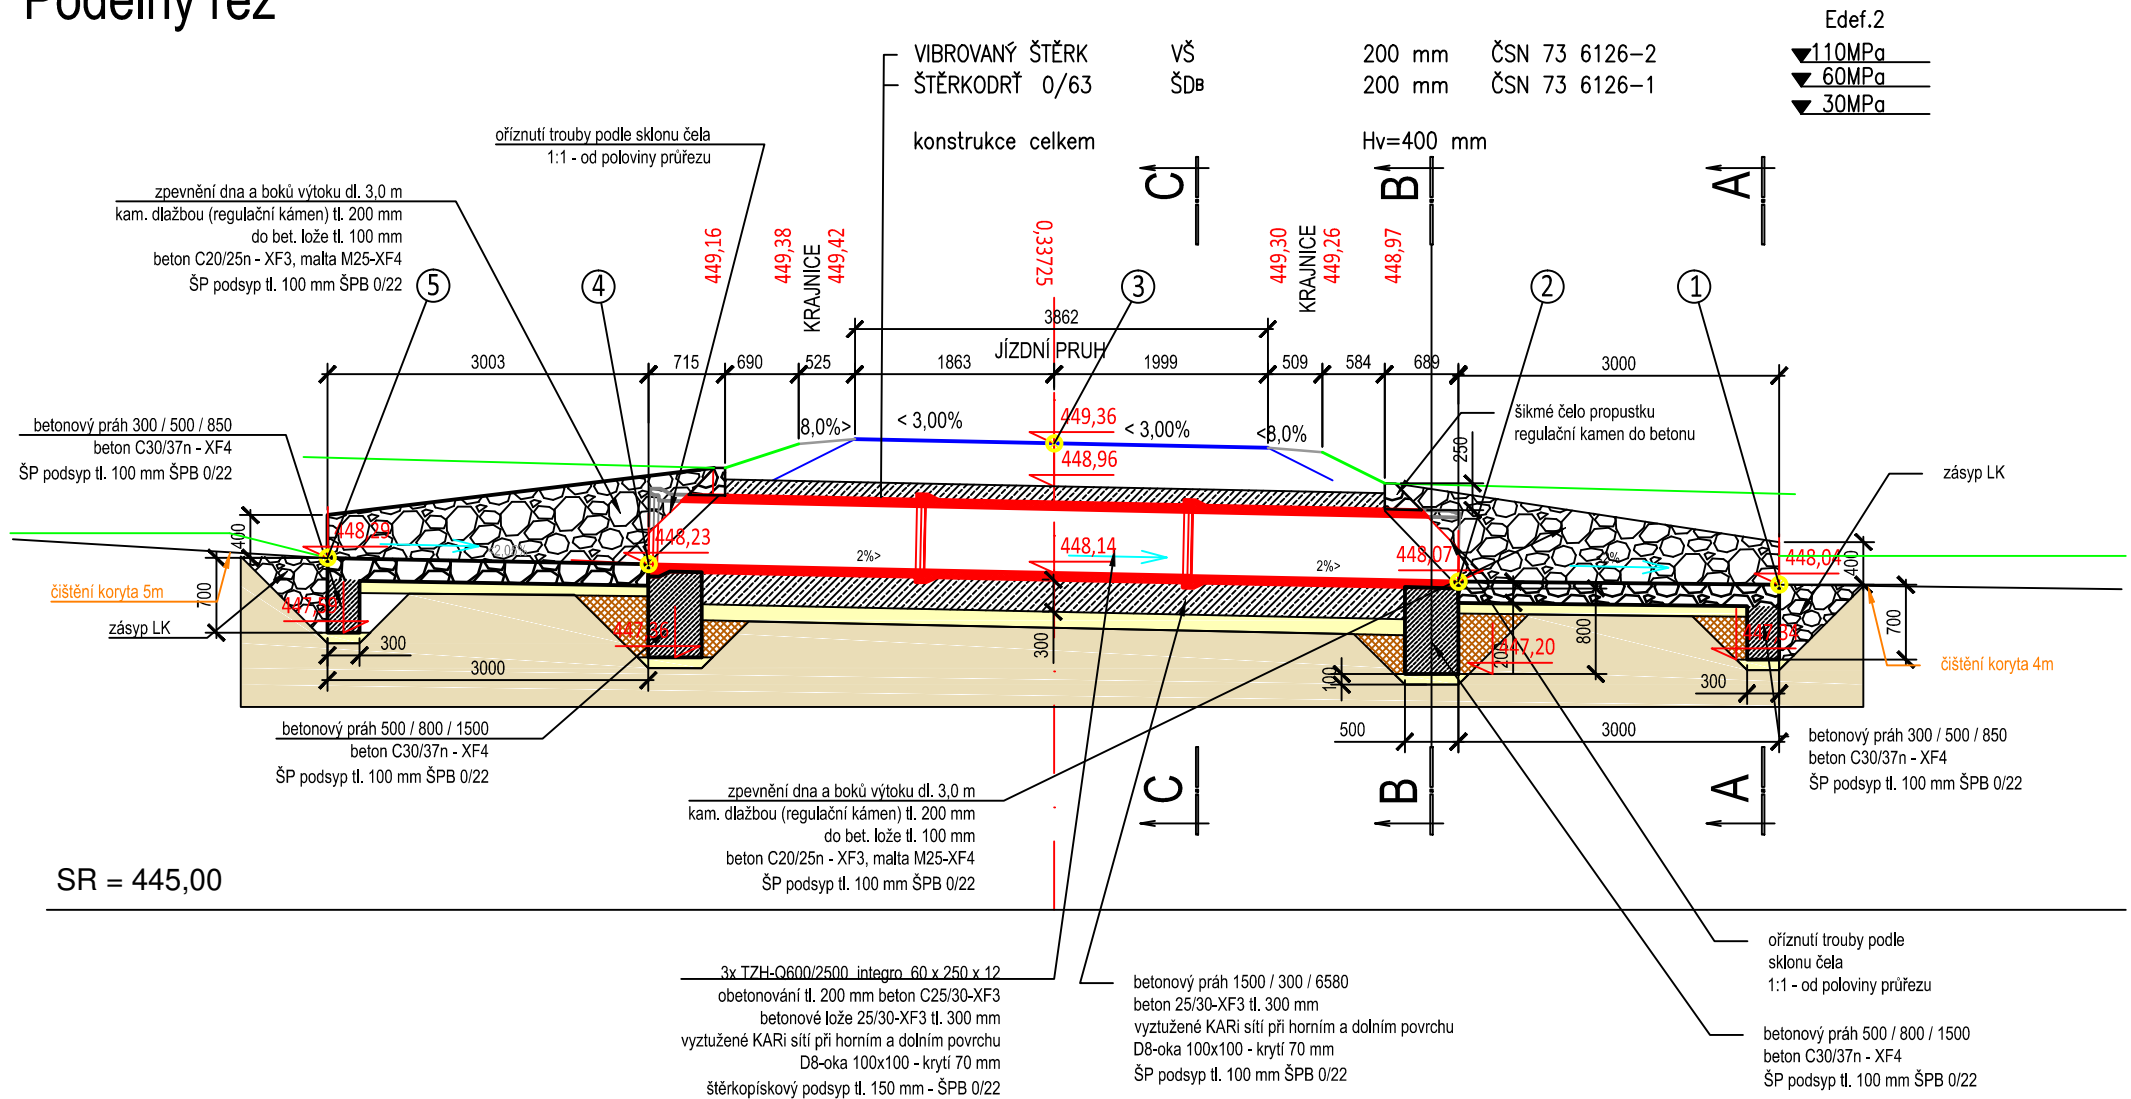 Podélný řez
Edef.2
VIBROVANÝ ŠTĚRK VŠ 200 mm ČSN 73 6126-2 110MPa
ŠTĚRKODRŤ 0/63 ŠDB 200 mm ČSN 73 6126-1 60MPa
30MPa
konstrukce celkem Hv=400 mm
oříznutí trouby podle sklonu čela
1:1 - od poloviny průřezu
zpevnění dna a boků výtoku dl. 3,0 m
kam. dlažbou (regulační kámen) tl. 200 mm
do bet. lože tl. 100 mm
beton C20/25n - XF3, malta M25-XF4
ŠP podsyp tl. 100 mm ŠPB 0/22
C B A
5 4 3 2 1
449,16
449,38
KRAJNICE
449,42
0,33725
449,30
KRAJNICE
449,26
448,97
3862
JÍZDNÍ PRUH
3003 715 690 525 1863 1999 509 584 689 3000
8,0%> < 3,00% 449,36 < 3,00% <8,0%
448,96
250
šikmé čelo propustku
regulační kamen do betonu
zásyp LK
betonový práh 300 / 500 / 850
beton C30/37n - XF4
ŠP podsyp tl. 100 mm ŠPB 0/22
400
448,29
448,23
2%>
448,14
2%>
448,07
448,04
400
čištění koryta 5m
700
447,59
447,36
zásyp LK
300
3000
300
100
200
447,20
800
447,34
300
700
čištění koryta 4m
500 3000
betonový práh 500 / 800 / 1500
beton C30/37n - XF4
ŠP podsyp tl. 100 mm ŠPB 0/22
betonový práh 300 / 500 / 850
beton C30/37n - XF4
ŠP podsyp tl. 100 mm ŠPB 0/22
zpevnění dna a boků výtoku dl. 3,0 m
kam. dlažbou (regulační kámen) tl. 200 mm
do bet. lože tl. 100 mm
beton C20/25n - XF3, malta M25-XF4
ŠP podsyp tl. 100 mm ŠPB 0/22
C B A
SR = 445,00
3x TZH-Q600/2500 integro 60 x 250 x 12
obetonování tl. 200 mm beton C25/30-XF3
betonové lože 25/30-XF3 tl. 300 mm
vyztužené KARi sítí při horním a dolním povrchu
D8-oka 100x100 - krytí 70 mm
štěrkopískový podsyp tl. 150 mm - ŠPB 0/22
betonový práh 1500 / 300 / 6580
beton 25/30-XF3 tl. 300 mm
vyztužené KARi sítí při horním a dolním povrchu
D8-oka 100x100 - krytí 70 mm
ŠP podsyp tl. 100 mm ŠPB 0/22
oříznutí trouby podle
sklonu čela
1:1 - od poloviny průřezu
betonový práh 500 / 800 / 1500
beton C30/37n - XF4
ŠP podsyp tl. 100 mm ŠPB 0/22